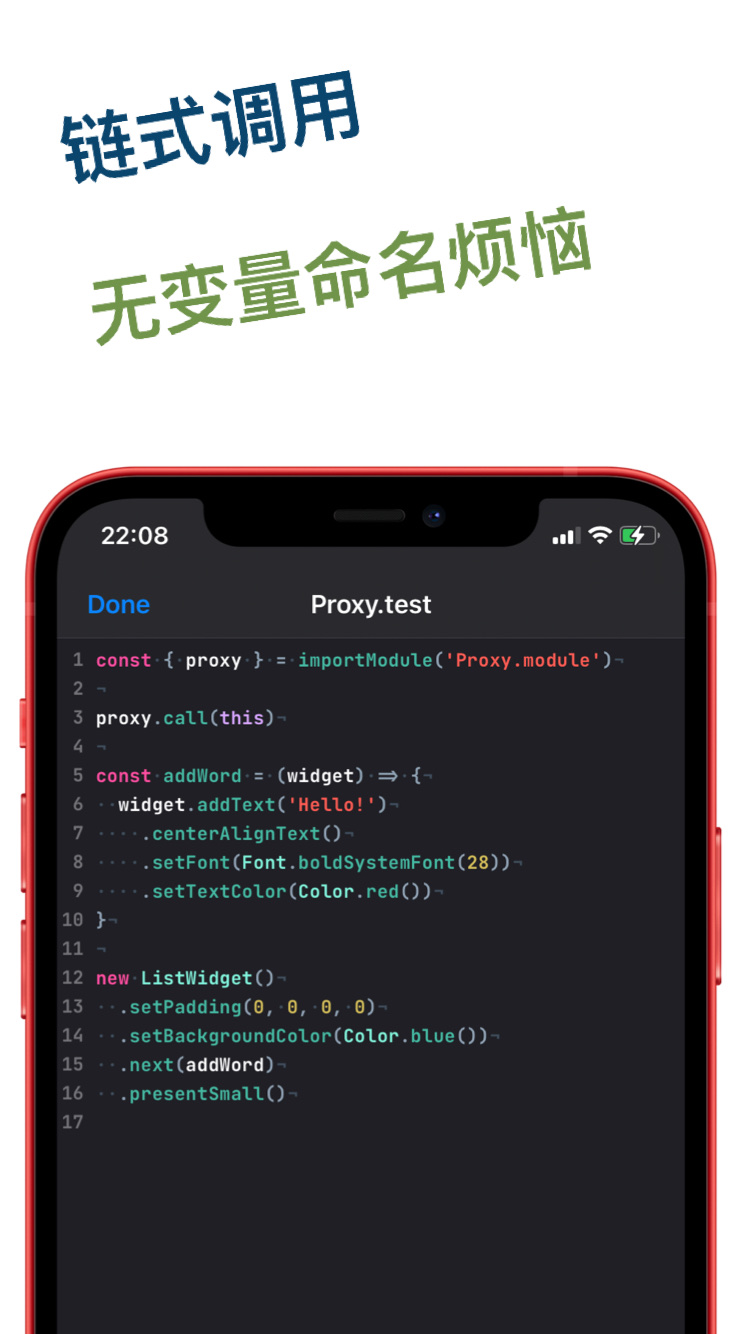 链式调用
无变量命名烦恼
22:08
Done Proxy.test
1 const { proxy } = importModule('Proxy.module')¬
2 ¬
3 proxy.call(this)¬
4 ¬
5 const addWord = (widget) => {¬
6 ··widget.addText('Hello!')¬
7 ····.centerAlignText()¬
8 ····.setFont(Font.boldSystemFont(28))¬
9 ····.setTextColor(Color.red())¬
10 }¬
11 ¬
12 new ListWidget()¬
13 ··.setPadding(0, 0, 0, 0)¬
14 ··.setBackgroundColor(Color.blue())¬
15 ··.next(addWord)¬
16 ··.presentSmall()¬
17